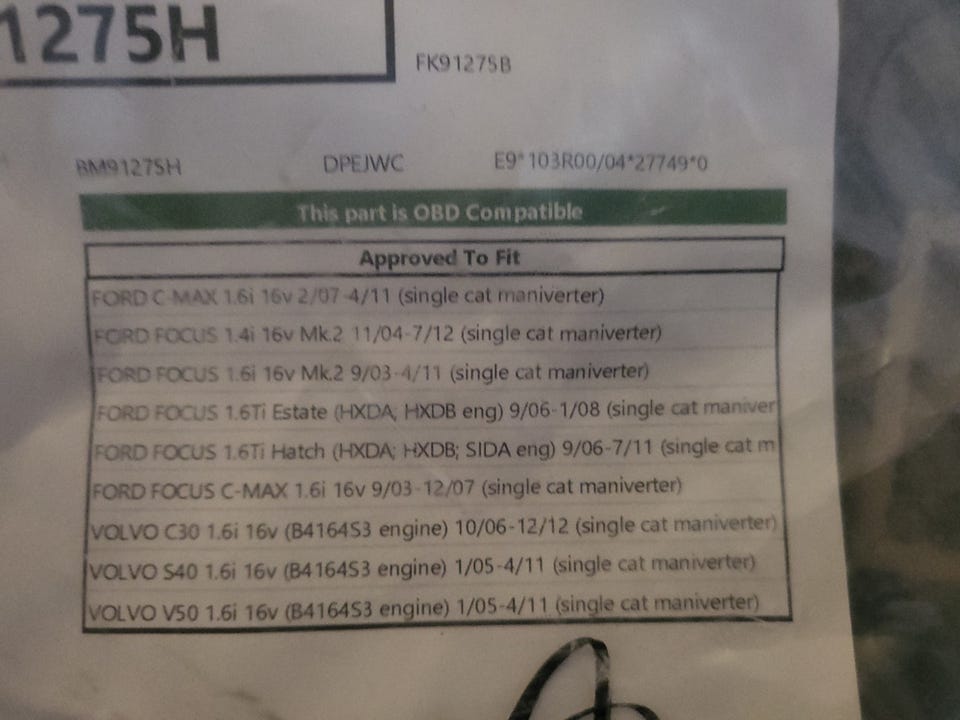 1275H
FK91275B
BM91275H DPEJWC E9*103R00/04*27749*0
This part is OBD Compatible
Approved To Fit
FORD C-MAX 1.6i 16v 2/07-4/11 (single cat maniverter)
FORD FOCUS 1.4i 16v Mk.2 11/04-7/12 (single cat maniverter)
FORD FOCUS 1.6i 16v Mk.2 9/03-4/11 (single cat maniverter)
FORD FOCUS 1.6Ti Estate (HXDA; HXDB eng) 9/06-1/08 (single cat maniver
FORD FOCUS 1.6Ti Hatch (HXDA; HXDB; SIDA eng) 9/06-7/11 (single cat m
FORD FOCUS C-MAX 1.6i 16v 9/03-12/07 (single cat maniverter)
VOLVO C30 1.6i 16v (B4164S3 engine) 10/06-12/12 (single cat maniverter)
VOLVO S40 1.6i 16v (B4164S3 engine) 1/05-4/11 (single cat maniverter)
VOLVO V50 1.6i 16v (B4164S3 engine) 1/05-4/11 (single cat maniverter)